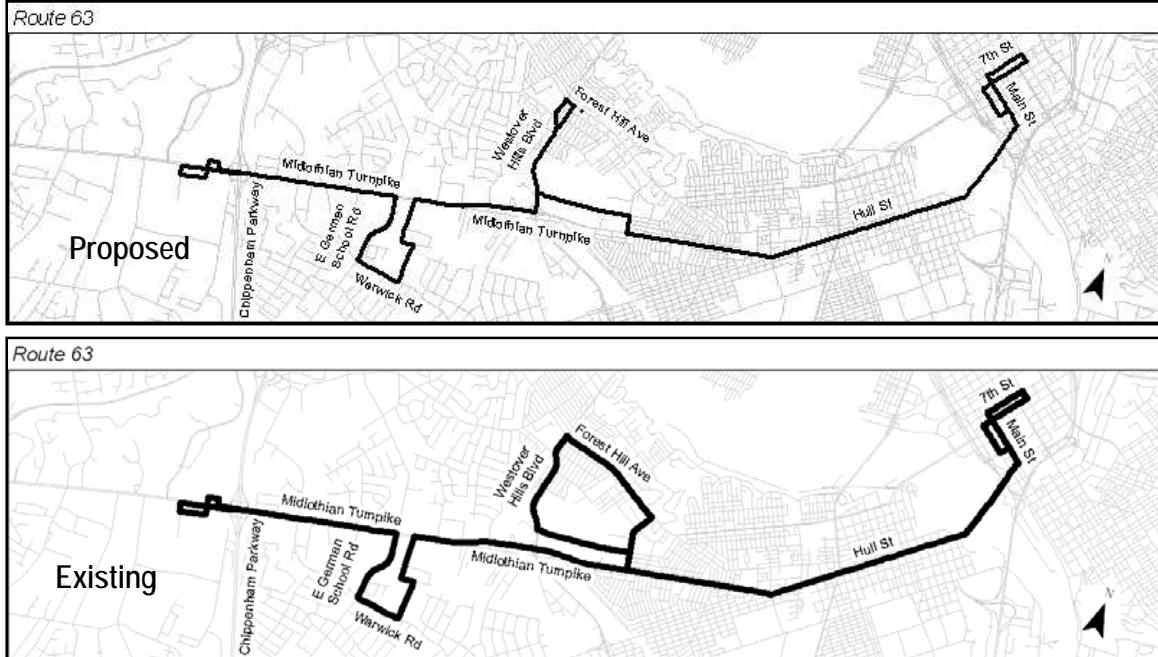 Route 63
7th St
Main St
Forest Hill Ave
Westover
Hills Blvd
Midlothian Turnpike
Hull St
E German
School Rd
Midlothian Turnpike
Proposed
Chippenham Parkway
Warwick Rd
N
Route 63
7th St
Main St
Forest Hill Ave
Westover
Hills Blvd
Midlothian Turnpike
Hull St
E German
School Rd
Midlothian Turnpike
Existing
Chippenham Parkway
Warwick Rd
N